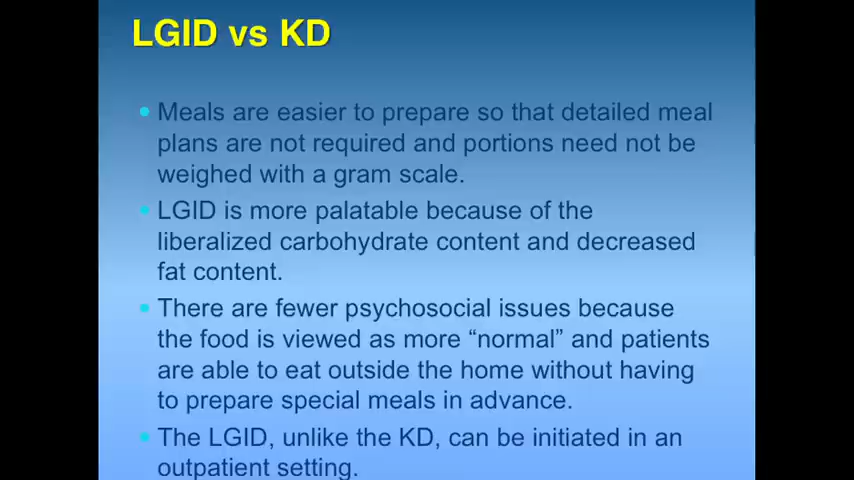 LGID vs KD
• Meals are easier to prepare so that detailed meal
plans are not required and portions need not be
weighed with a gram scale.
• LGID is more palatable because of the
liberalized carbohydrate content and decreased
fat content.
• There are fewer psychosocial issues because
the food is viewed as more “normal” and patients
are able to eat outside the home without having
to prepare special meals in advance.
• The LGID, unlike the KD, can be initiated in an
outpatient setting.